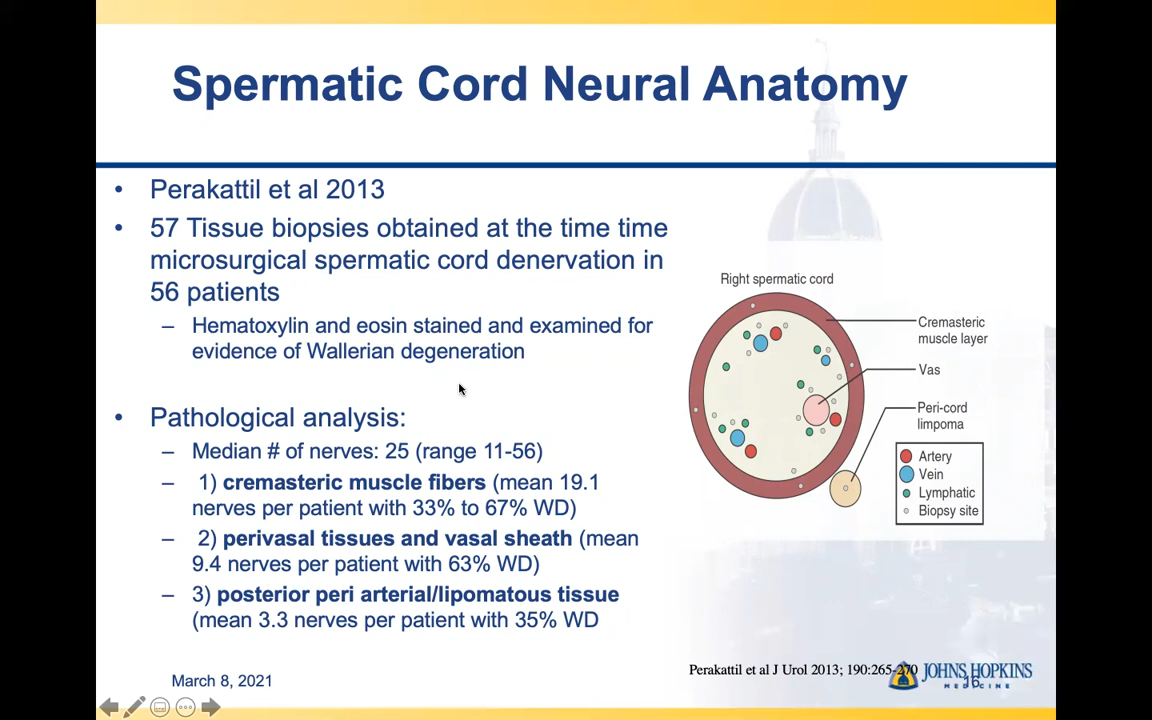 Spermatic Cord Neural Anatomy
• Perakattil et al 2013
• 57 Tissue biopsies obtained at the time time
microsurgical spermatic cord denervation in
56 patients
– Hematoxylin and eosin stained and examined for
evidence of Wallerian degeneration
• Pathological analysis:
– Median # of nerves: 25 (range 11-56)
– 1) cremasteric muscle fibers (mean 19.1
nerves per patient with 33% to 67% WD)
– 2) perivasal tissues and vasal sheath (mean
9.4 nerves per patient with 63% WD)
– 3) posterior peri arterial/lipomatous tissue
(mean 3.3 nerves per patient with 35% WD
Right spermatic cord
Cremasteric
muscle layer
Vas
Peri-cord
limpoma
Artery
Vein
Lymphatic
Biopsy site
Perakattil et al J Urol 2013; 190:265-270
March 8, 2021
JOHNS HOPKINS
MEDICINE
16